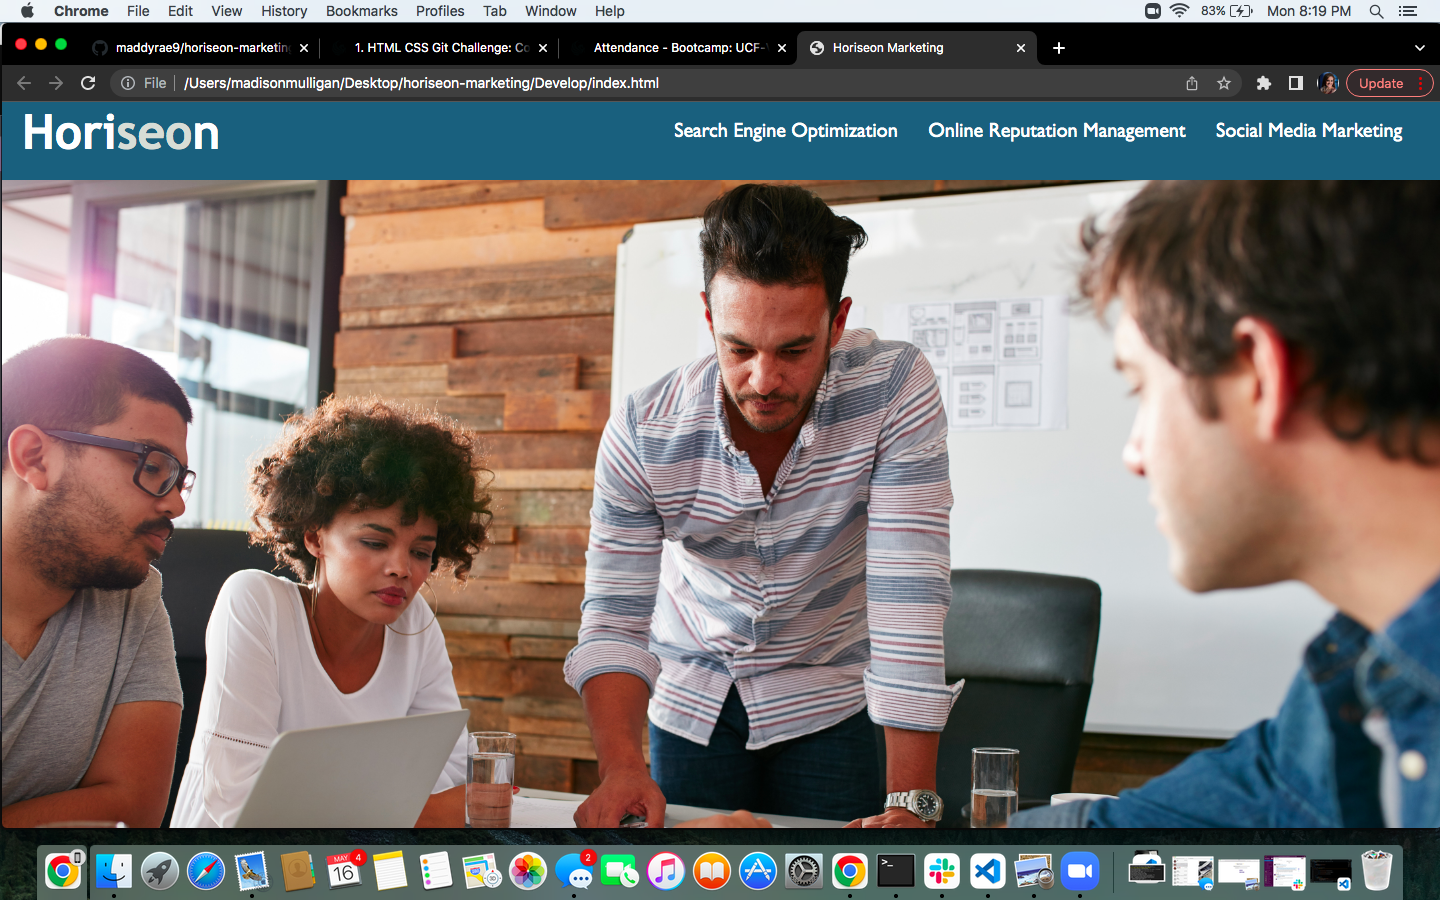 Chrome File Edit View History Bookmarks Profiles Tab Window Help 83% Mon 8:19 PM
maddyrae9/horiseon-marketin 1. HTML CSS Git Challenge: Co Attendance - Bootcamp: UCF- Horiseon Marketing
File /Users/madisonmulligan/Desktop/horiseon-marketing/Develop/index.html Update
Horiseon Search Engine Optimization Online Reputation Management Social Media Marketing
MAY 4 2
16